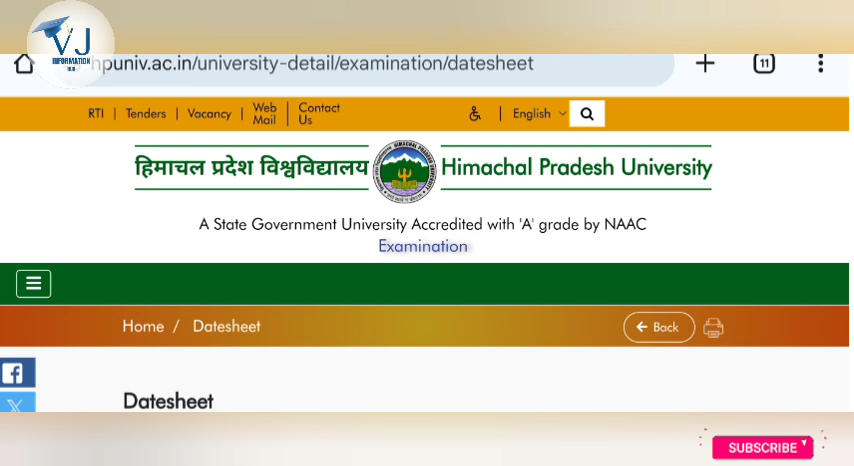 VJ
INFORMATION
HUB
hpuniv.ac.in/university-detail/examination/datesheet
11
RTI | Tenders | Vacancy | Web Mail | Contact Us | English
हिमाचल प्रदेश विश्वविद्यालय Himachal Pradesh University
A State Government University Accredited with 'A' grade by NAAC
Examination
Home / Datesheet
Back
Datesheet
SUBSCRIBE